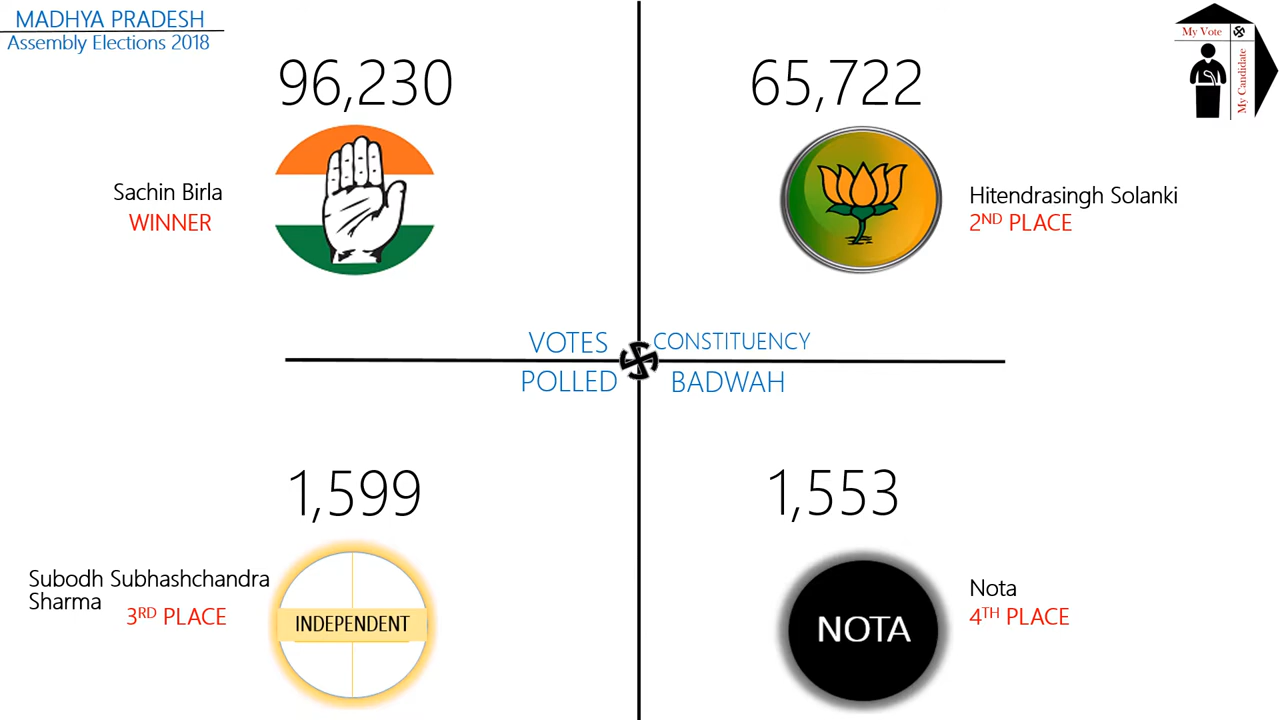 MADHYA PRADESH
Assembly Elections 2018
My Vote
My Candidate
96,230
Sachin Birla
WINNER
65,722
Hitendrasingh Solanki
2ND PLACE
VOTES
POLLED
CONSTITUENCY
BADWAH
1,599
Subodh Subhashchandra
Sharma
3RD PLACE
INDEPENDENT
1,553
NOTA
Nota
4TH PLACE